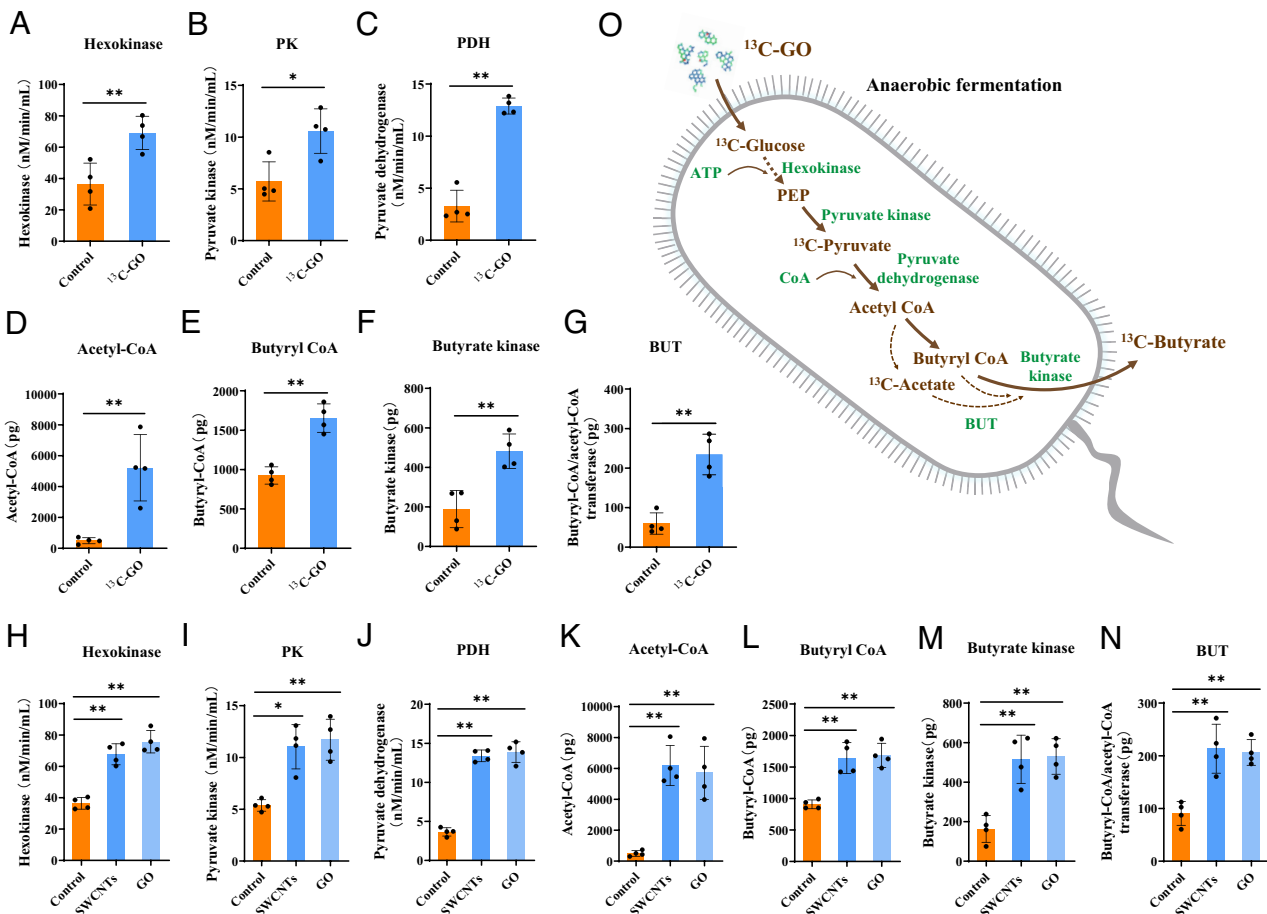 A
Hexokinase
Hexokinase (nM/min/mL)
100
80
60
40
20
0
**
Control
¹³C-GO
B
PK
Pyruvate kinase (nM/min/mL)
15
10
5
0
*
Control
¹³C-GO
C
PDH
Pyruvate dehydrogenase
(nM/min/mL)
15
10
5
0
**
Control
¹³C-GO
D
Acetyl-CoA
Acetyl-CoA(pg)
10000
8000
6000
4000
2000
0
**
Control
¹³C-GO
E
Butyryl CoA
Butyryl-CoA(pg)
2000
1500
1000
500
0
**
Control
¹³C-GO
F
Butyrate kinase
Butyrate kinase(pg)
800
600
400
200
0
**
Control
¹³C-GO
G
BUT
Butyryl-CoA/acetyl-CoA
transferase(pg)
400
300
200
100
0
**
Control
¹³C-GO
O
¹³C-GO
Anaerobic fermentation
¹³C-Glucose
ATP
Hexokinase
PEP
Pyruvate kinase
¹³C-Pyruvate
CoA
Pyruvate
dehydrogenase
Acetyl CoA
Butyryl CoA
¹³C-Acetate
Butyrate
kinase
¹³C-Butyrate
BUT
H
Hexokinase
Hexokinase (nM/min/mL)
100
80
60
40
20
0
**
**
Control
SWCNTs
GO
I
PK
Pyruvate kinase (nM/min/mL)
15
10
5
0
**
*
Control
SWCNTs
GO
J
PDH
Pyruvate dehydrogenase
(nM/min/mL)
20
15
10
5
0
**
**
Control
SWCNTs
GO
K
Acetyl-CoA
Acetyl-CoA(pg)
10000
8000
6000
4000
2000
0
**
**
Control
SWCNTs
GO
L
Butyryl CoA
Butyryl-CoA(pg)
2500
2000
1500
1000
500
0
**
**
Control
SWCNTs
GO
M
Butyrate kinase
Butyrate kinase(pg)
800
600
400
200
0
**
**
Control
SWCNTs
GO
N
BUT
Butyryl-CoA/acetyl-CoA
transferase(pg)
300
200
100
0
**
**
Control
SWCNTs
GO